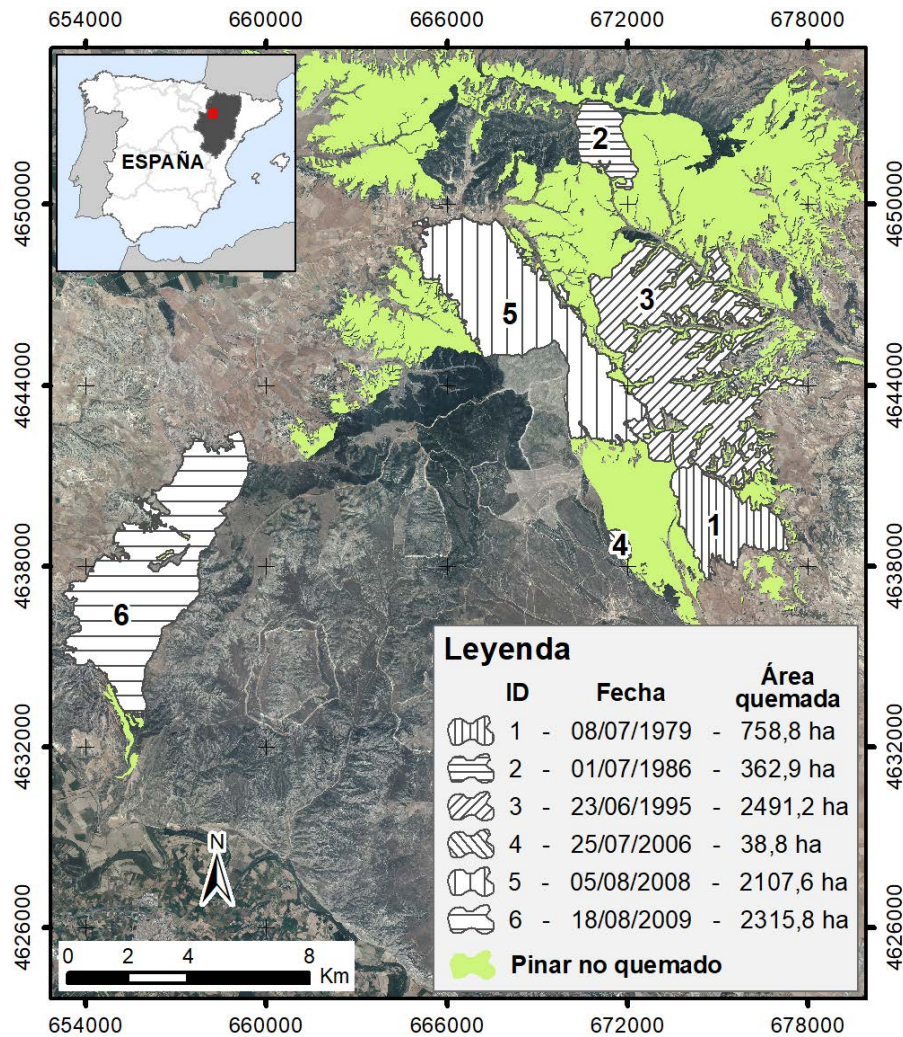 654000 660000 666000 672000 678000
ESPAÑA
2
4650000 4650000
3
5
4644000 4644000
1
4
4638000 4638000
6
Leyenda
ID Fecha Área quemada
1 - 08/07/1979 - 758,8 ha
2 - 01/07/1986 - 362,9 ha
4632000 4632000
3 - 23/06/1995 - 2491,2 ha
4 - 25/07/2006 - 38,8 ha
N
5 - 05/08/2008 - 2107,6 ha
6 - 18/08/2009 - 2315,8 ha
4626000 4626000
0 2 4 8
Km
Pinar no quemado
654000 660000 666000 672000 678000